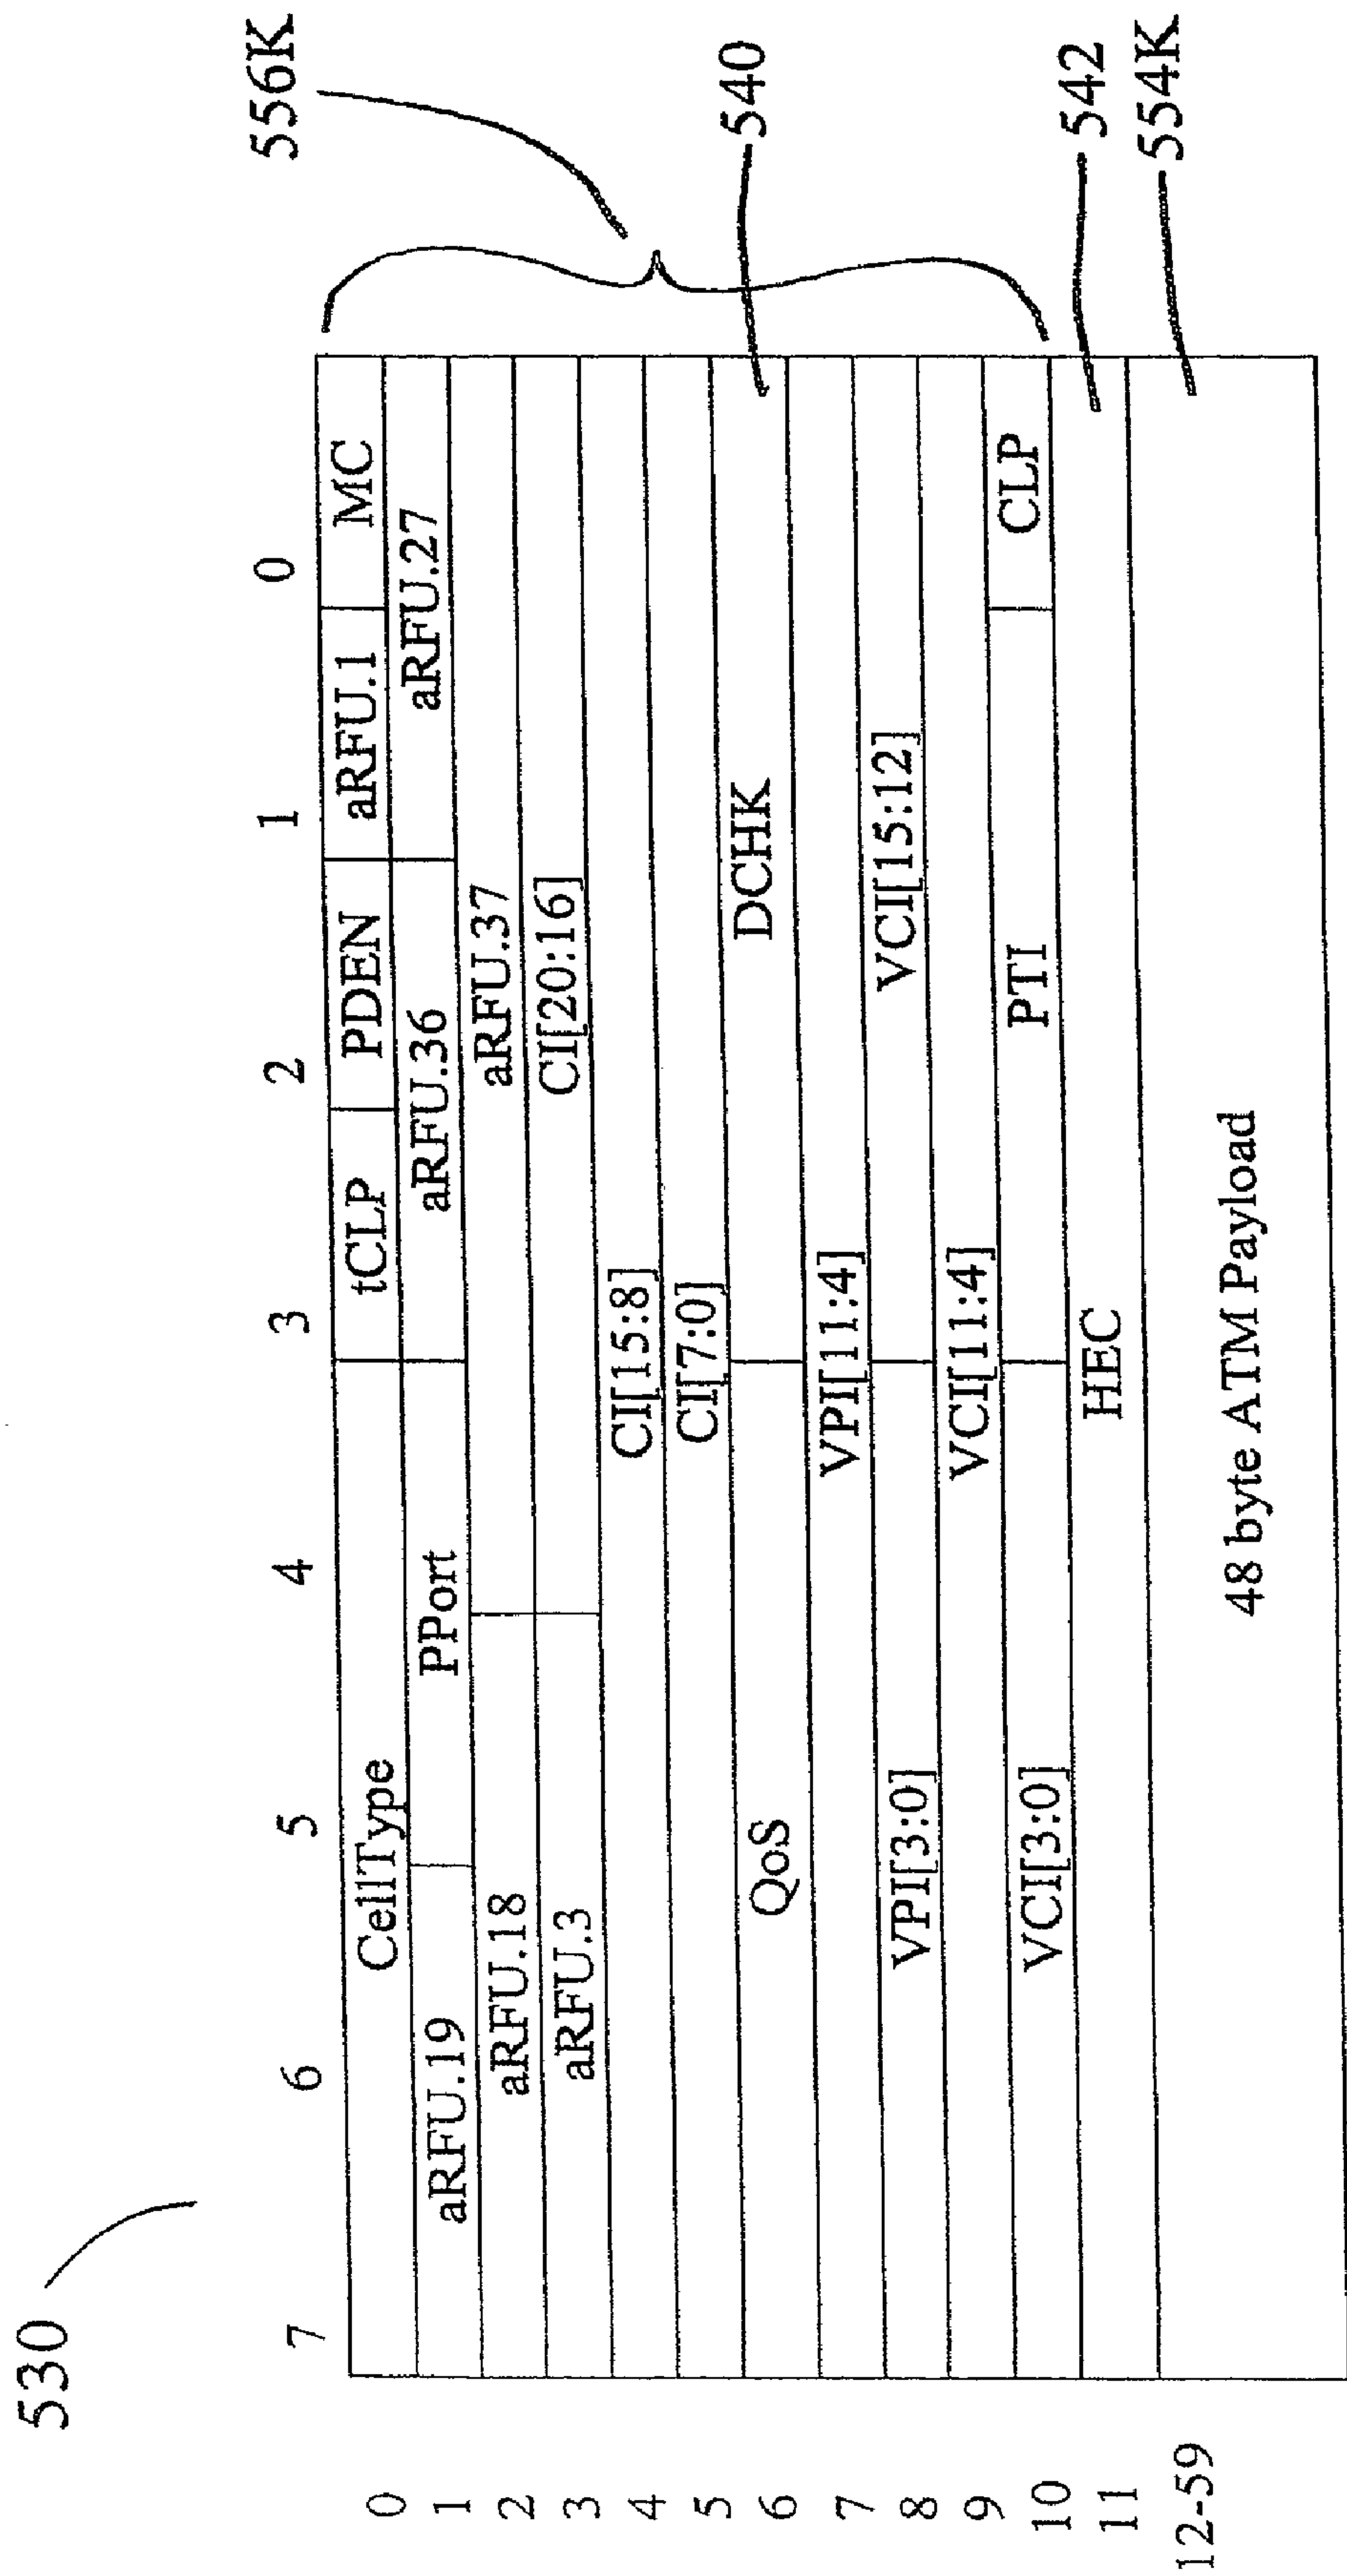 530
7 6 5 4 3 2 1 0
556K
0 CellType tCLP PDEN aRFU.1 MC
1 aRFU.19 PPort aRFU.36 aRFU.27
2 aRFU.18 aRFU.37
3 aRFU.3 CI[20:16]
4 CI[15:8]
5 CI[7:0]
6 QoS DCHK 540
7 VPI[11:4]
8 VPI[3:0] VCI[15:12]
9 VCI[11:4]
10 VCI[3:0] PTI CLP
11 HEC 542
12-59 48 byte ATM Payload 554K